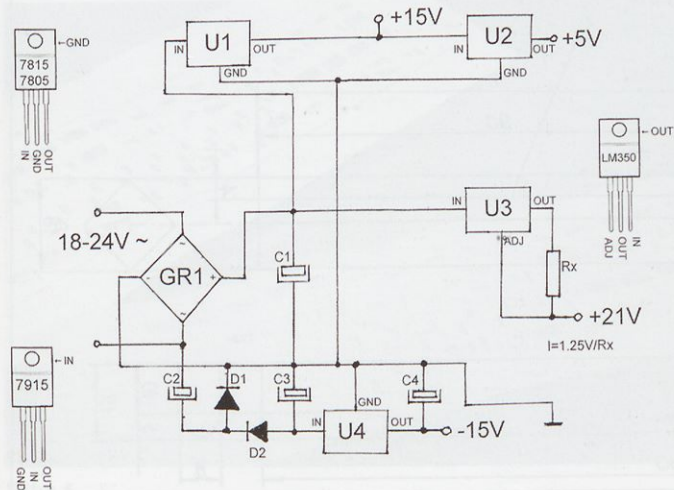 +15V
IN
U1
OUT
GND
IN
U2
OUT
+5V
GND
←GND
7815
7805
IN
GND
OUT
←OUT
LM350
ADJ
OUT
IN
18-24V ~
~
-
GR1
+
~
C1
IN
U3
OUT
ADJ
Rx
+21V
I=1.25V/Rx
←IN
7915
GND
IN
OUT
C2
D1
C3
C4
D2
GND
IN
U4
OUT
-15V